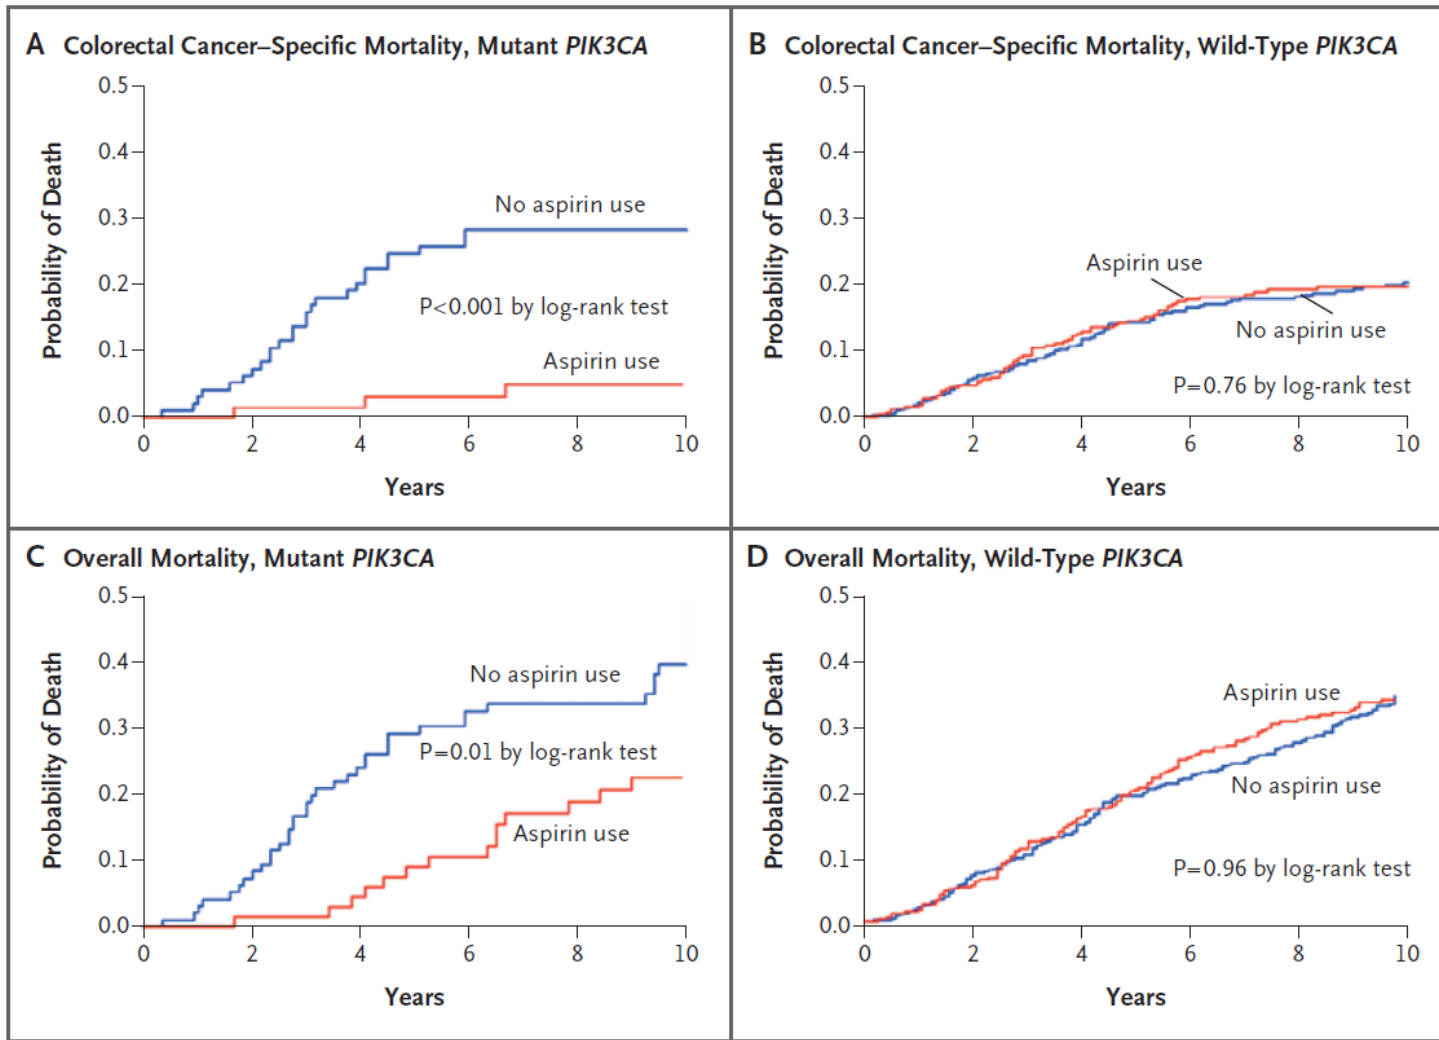 A Colorectal Cancer–Specific Mortality, Mutant PIK3CA
0.5
0.4
0.3
0.2
0.1
0.0
Probability of Death
No aspirin use
P<0.001 by log-rank test
Aspirin use
0 2 4 6 8 10
Years
B Colorectal Cancer–Specific Mortality, Wild-Type PIK3CA
0.5
0.4
0.3
0.2
0.1
0.0
Probability of Death
Aspirin use
No aspirin use
P=0.76 by log-rank test
0 2 4 6 8 10
Years
C Overall Mortality, Mutant PIK3CA
0.5
0.4
0.3
0.2
0.1
0.0
Probability of Death
No aspirin use
P=0.01 by log-rank test
Aspirin use
0 2 4 6 8 10
Years
D Overall Mortality, Wild-Type PIK3CA
0.5
0.4
0.3
0.2
0.1
0.0
Probability of Death
Aspirin use
No aspirin use
P=0.96 by log-rank test
0 2 4 6 8 10
Years